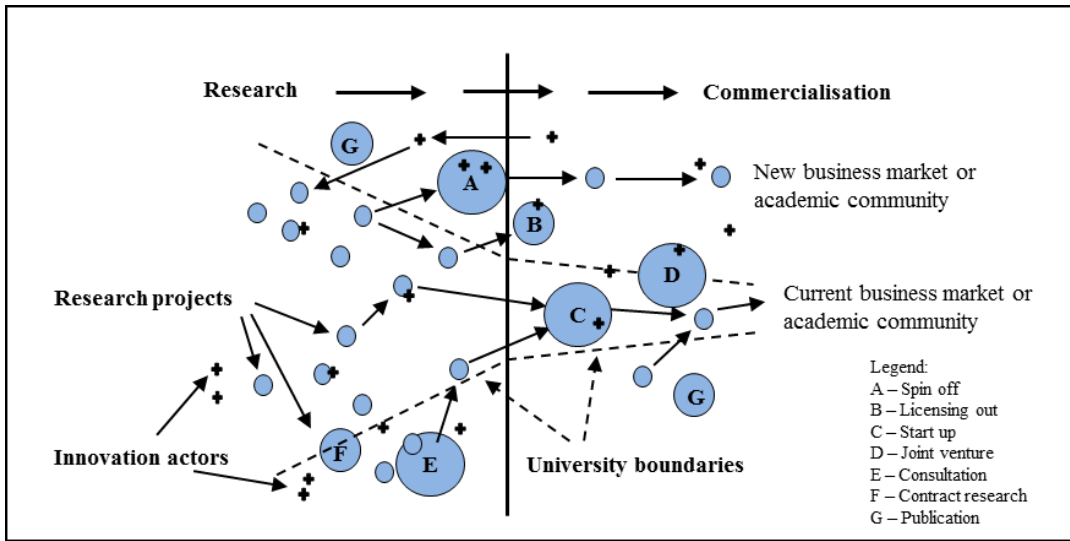 Research
Commercialisation
G
A
New business market or
academic community
B
D
Research projects
C
Current business market or
academic community
G
Legend:
A – Spin off
B – Licensing out
C – Start up
D – Joint venture
E – Consultation
F – Contract research
G – Publication
F
E
Innovation actors
University boundaries